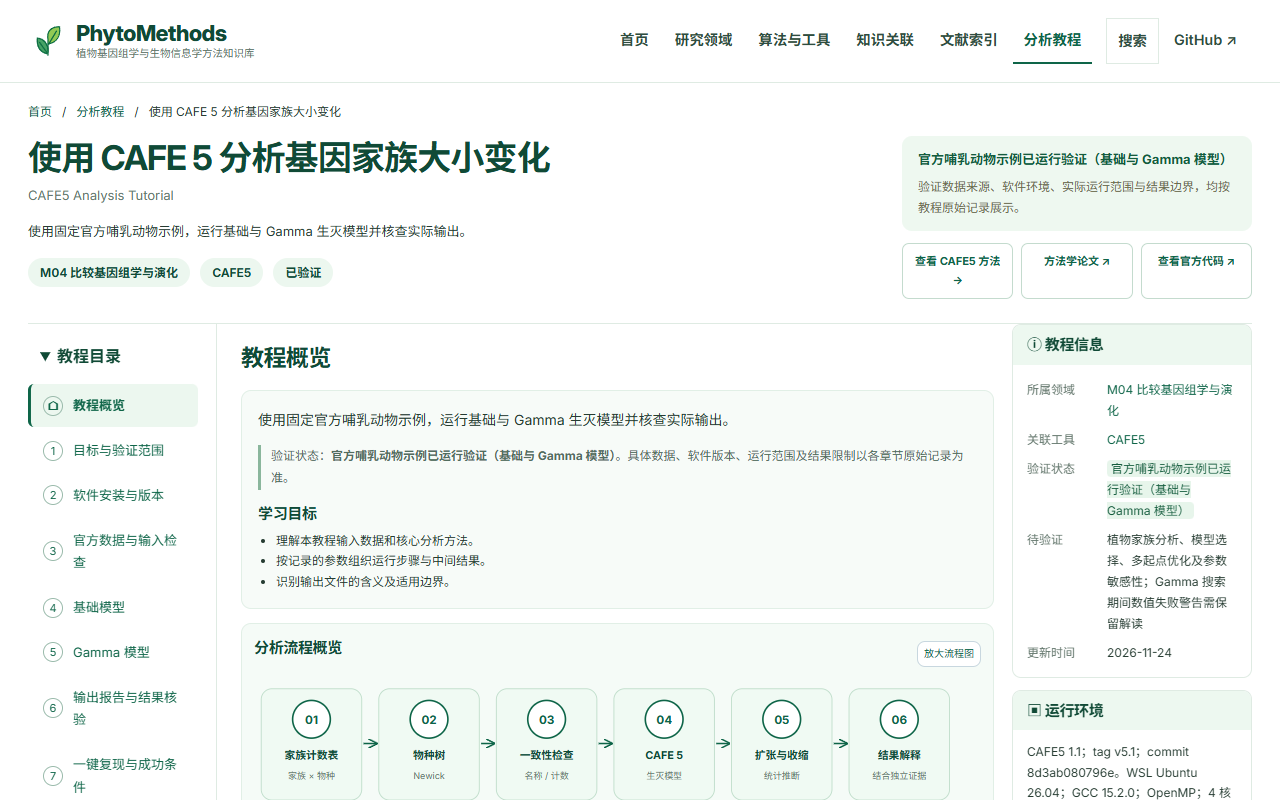 PhytoMethods
植物基因组学与生物信息学方法知识库
首页 研究领域 算法与工具 知识关联 文献索引 分析教程 搜索 GitHub ↗
首页 / 分析教程 / 使用 CAFE 5 分析基因家族大小变化
使用 CAFE 5 分析基因家族大小变化
CAFE5 Analysis Tutorial
使用固定官方哺乳动物示例，运行基础与 Gamma 生灭模型并核查实际输出。
M04 比较基因组学与演化 CAFE5 已验证
官方哺乳动物示例已运行验证（基础与 Gamma 模型）
验证数据来源、软件环境、实际运行范围与结果边界，均按
教程原始记录展示。
查看 CAFE5 方法
→
方法学论文 ↗
查看官方代码 ↗
▼ 教程目录
教程概览
1 目标与验证范围
2 软件安装与版本
3 官方数据与输入检
查
4 基础模型
5 Gamma 模型
6 输出报告与结果核
验
7 一键复现与成功条
件
教程概览
使用固定官方哺乳动物示例，运行基础与 Gamma 生灭模型并核查实际输出。
验证状态：官方哺乳动物示例已运行验证（基础与 Gamma 模型）。具体数据、软件版本、运行范围及结果限制以各章节原始记录为
准。
学习目标
• 理解本教程输入数据和核心分析方法。
• 按记录的参数组织运行步骤与中间结果。
• 识别输出文件的含义及适用边界。
分析流程概览
放大流程图
01 → 02 → 03 → 04 → 05 → 06
家族计数表 物种树 一致性检查 CAFE 5 扩张与收缩 结果解释
家族 × 物种 Newick 名称 / 计数 生灭模型 统计推断 结合独立证据
ⓘ 教程信息
所属领域 M04 比较基因组学与演
化
关联工具 CAFE5
验证状态 官方哺乳动物示例已运
行验证（基础与
Gamma 模型）
待验证 植物家族分析、模型选
择、多起点优化及参数
敏感性；Gamma 搜索
期间数值失败警告需保
留解读
更新时间 2026-11-24
▣ 运行环境
CAFE5 1.1；tag v5.1；commit
8d3ab080796e。WSL Ubuntu
26.04；GCC 15.2.0；OpenMP；4 核